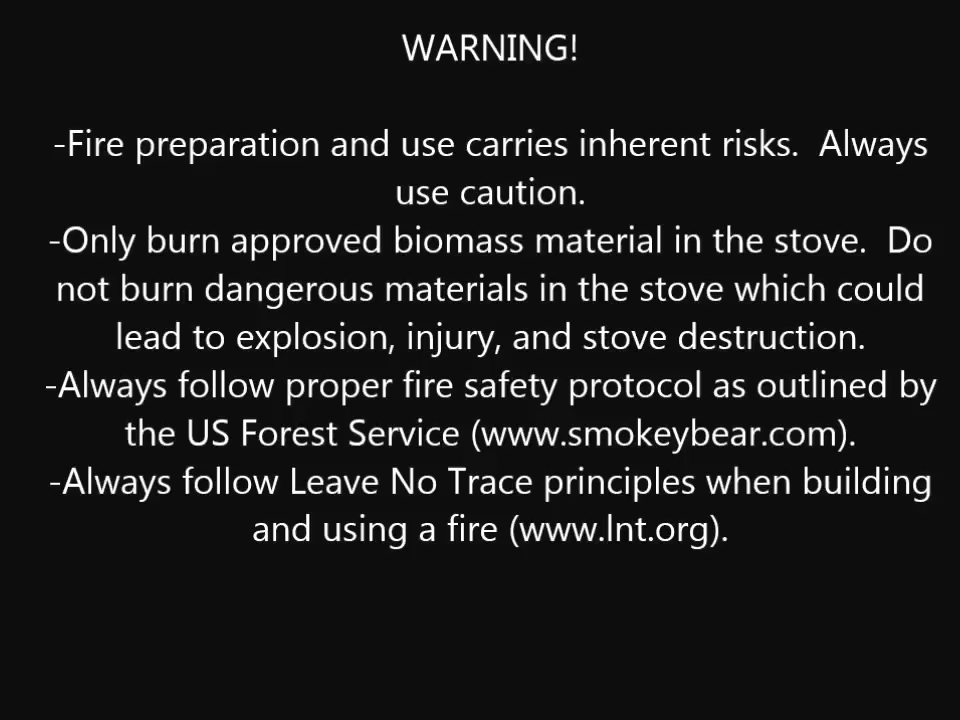 WARNING!
-Fire preparation and use carries inherent risks.  Always
use caution.
-Only burn approved biomass material in the stove.  Do
not burn dangerous materials in the stove which could
lead to explosion, injury, and stove destruction.
-Always follow proper fire safety protocol as outlined by
the US Forest Service (www.smokeybear.com).
-Always follow Leave No Trace principles when building
and using a fire (www.lnt.org).